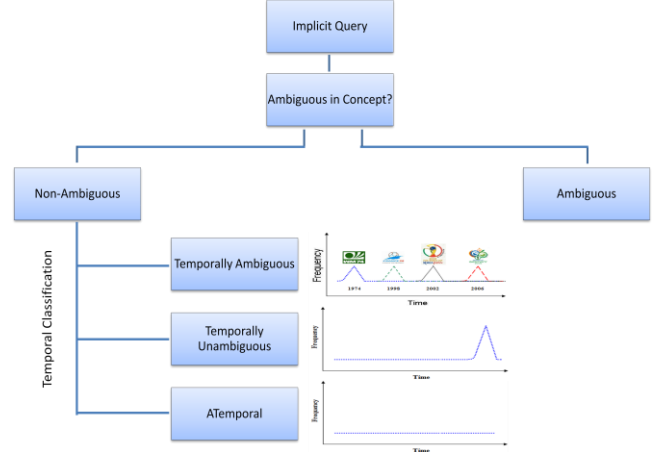 Implicit Query
Ambiguous in Concept?
Non-Ambiguous
Ambiguous
Temporal Classification
Temporally Ambiguous
Frequency
1974
1998
2002
2006
Time
Temporally
Unambiguous
Frequency
Time
ATemporal
Frequency
Time